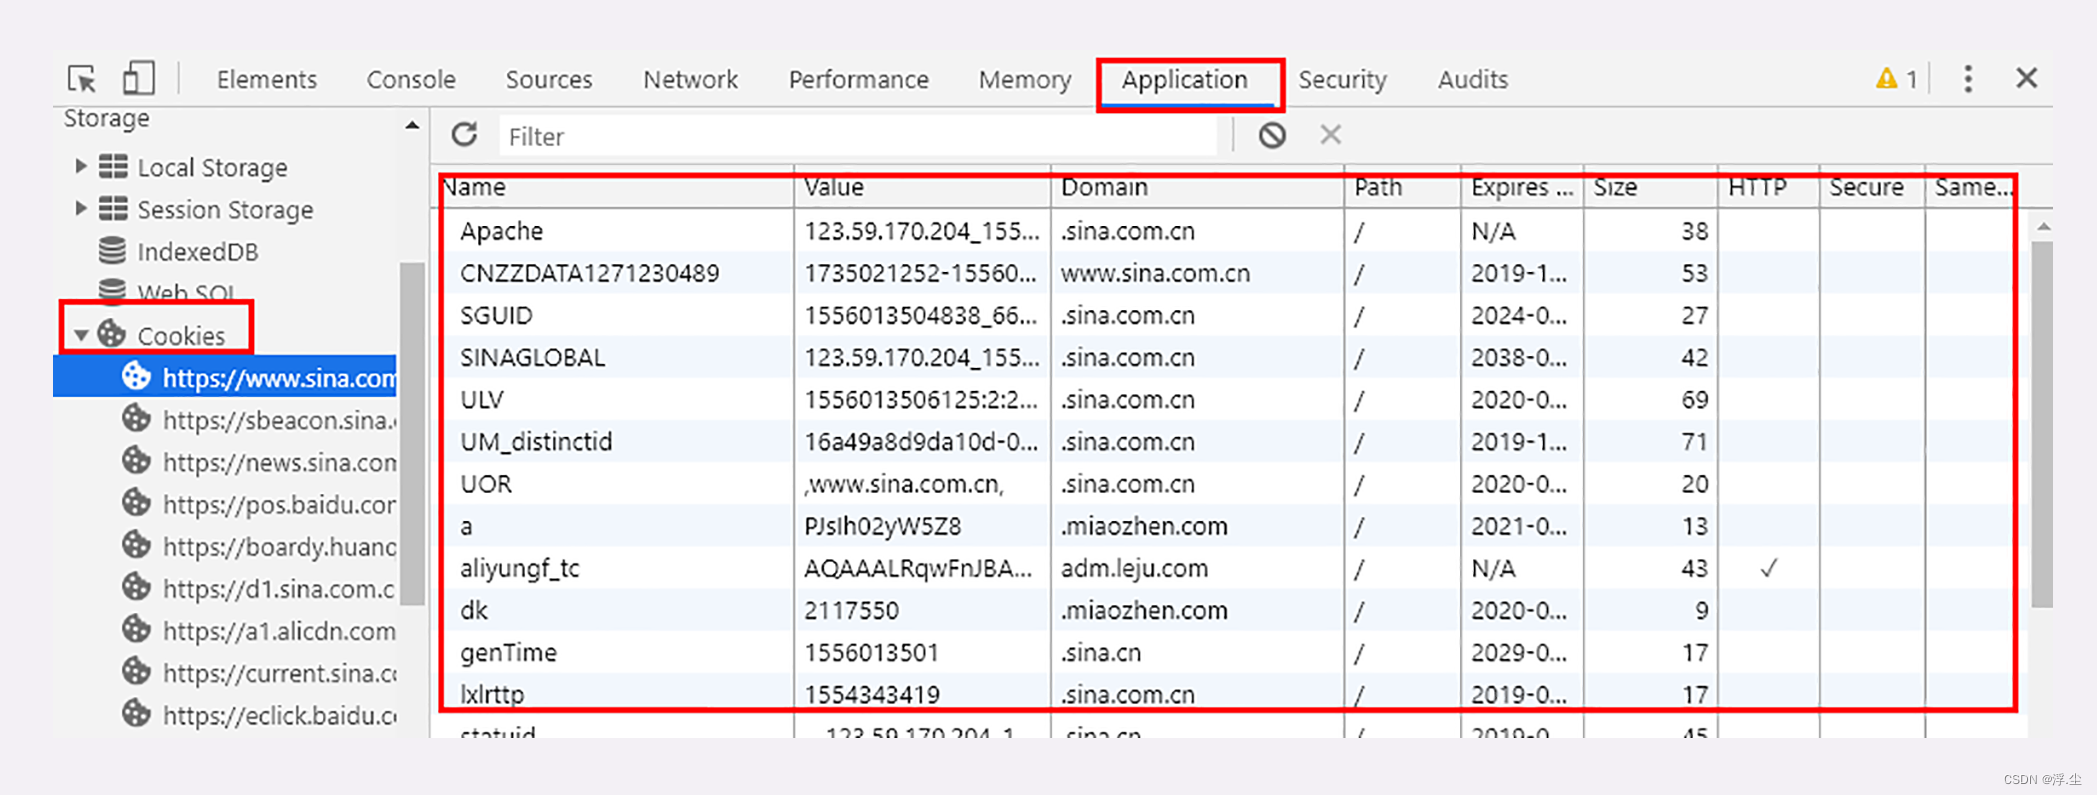 Elements Console Sources Network Performance Memory Application Security Audits 1
Storage
Local Storage
Session Storage
IndexedDB
Web SQL
Cookies
https://www.sina.com
https://sbeacon.sina.
https://news.sina.com
https://pos.baidu.cor
https://boardy.huanc
https://d1.sina.com.c
https://a1.alicdn.com
https://current.sina.co
https://eclick.baidu.c
Filter
Name Value Domain Path Expires ... Size HTTP Secure Same...
Apache 123.59.170.204_155... .sina.com.cn / N/A 38
CNZZDATA1271230489 1735021252-15560... www.sina.com.cn / 2019-1... 53
SGUID 1556013504838_66... .sina.com.cn / 2024-0... 27
SINAGLOBAL 123.59.170.204_155... .sina.com.cn / 2038-0... 42
ULV 1556013506125:2:2... .sina.com.cn / 2020-0... 69
UM_distinctid 16a49a8d9da10d-0... .sina.com.cn / 2019-1... 71
UOR ,www.sina.com.cn, .sina.com.cn / 2020-0... 20
a PJsIh02yW5Z8 .miaozhen.com / 2021-0... 13
aliyungf_tc AQAAALRqwFnJBA... adm.leju.com / N/A 43 ✓
dk 2117550 .miaozhen.com / 2020-0... 9
genTime 1556013501 .sina.cn / 2029-0... 17
lxlrttp 1554343419 .sina.com.cn / 2019-0... 17
statuid 123.59.170.204_1... .sina.cn / 2019-0... 45
CSDN @浮.尘